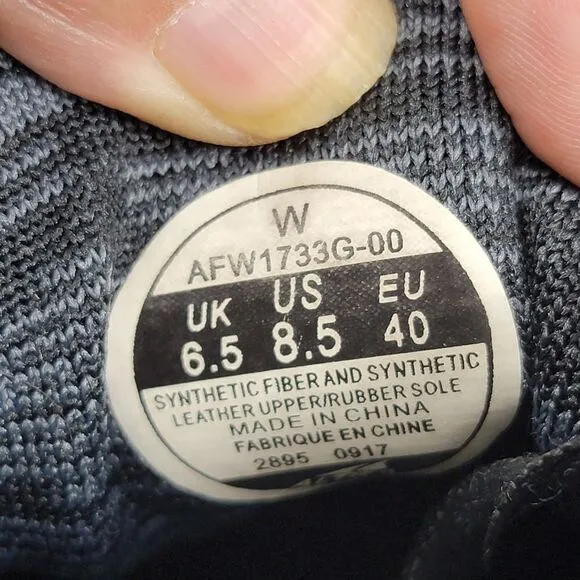 W
AFW1733G-00
UK US EU
6.5 8.5 40
SYNTHETIC FIBER AND SYNTHETIC
LEATHER UPPER/RUBBER SOLE
MADE IN CHINA
FABRIQUE EN CHINE
2895 0917